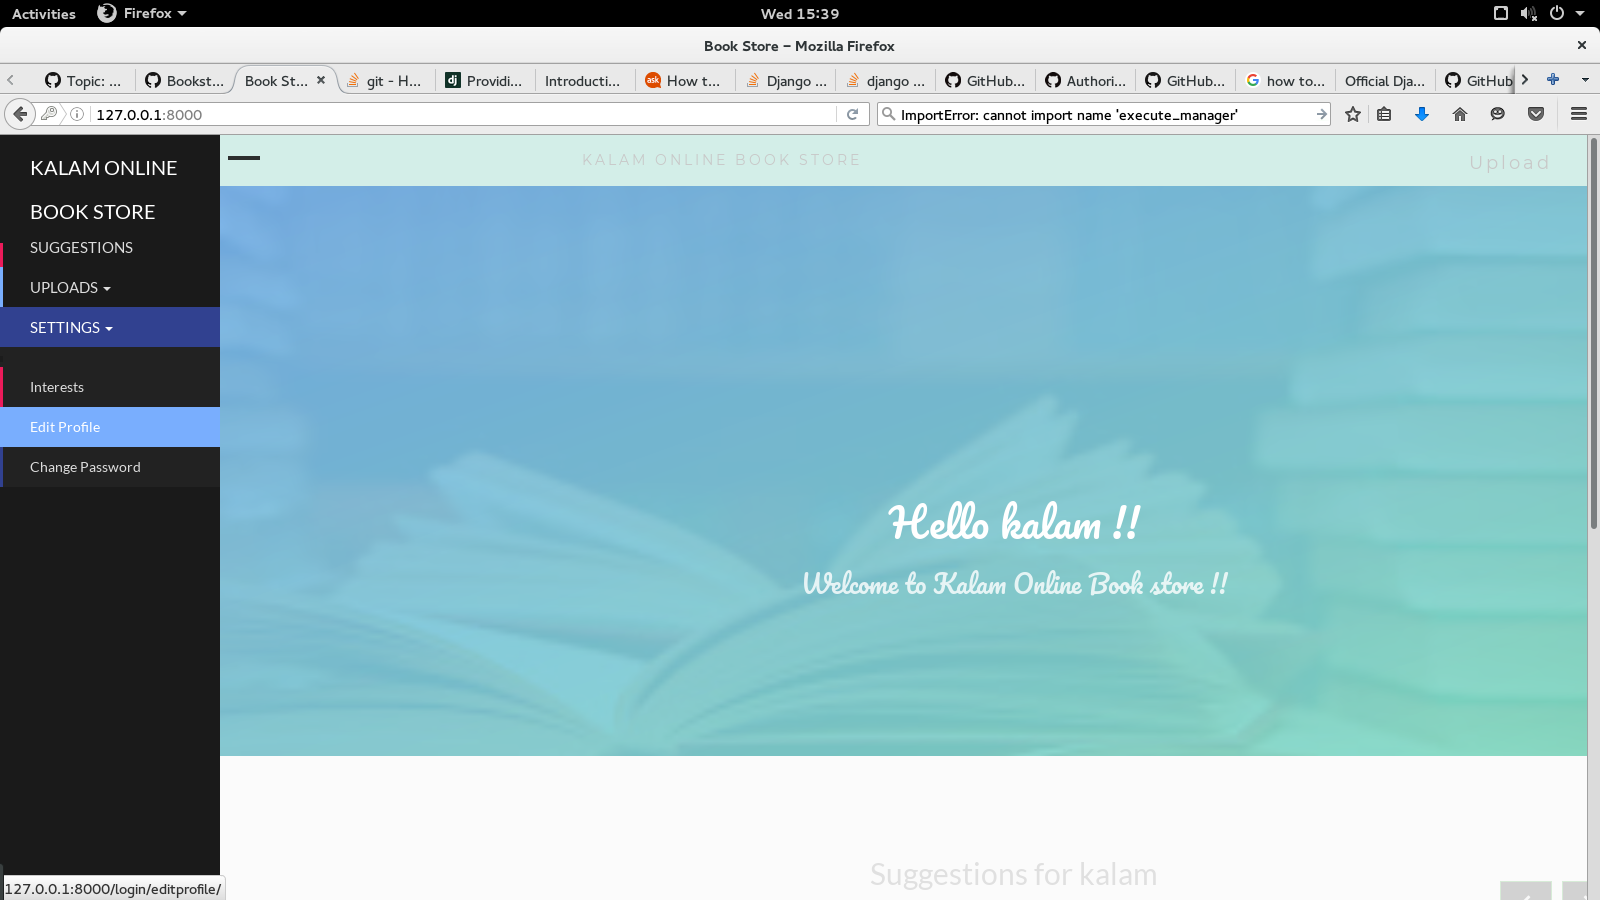 Activities Firefox Wed 15:39
Book Store – Mozilla Firefox
Topic: ... Bookst... Book St... git - H... Providi... Introducti... How t... Django ... django ... GitHub... Authori... GitHub... how to... Official Dja... GitHub
127.0.0.1:8000 ImportError: cannot import name 'execute_manager'
KALAM ONLINE
BOOK STORE
SUGGESTIONS
UPLOADS
SETTINGS
Interests
Edit Profile
Change Password
KALAM ONLINE BOOK STORE Upload
Hello kalam !!
Welcome to Kalam Online Book store !!
Suggestions for kalam
127.0.0.1:8000/login/editprofile/